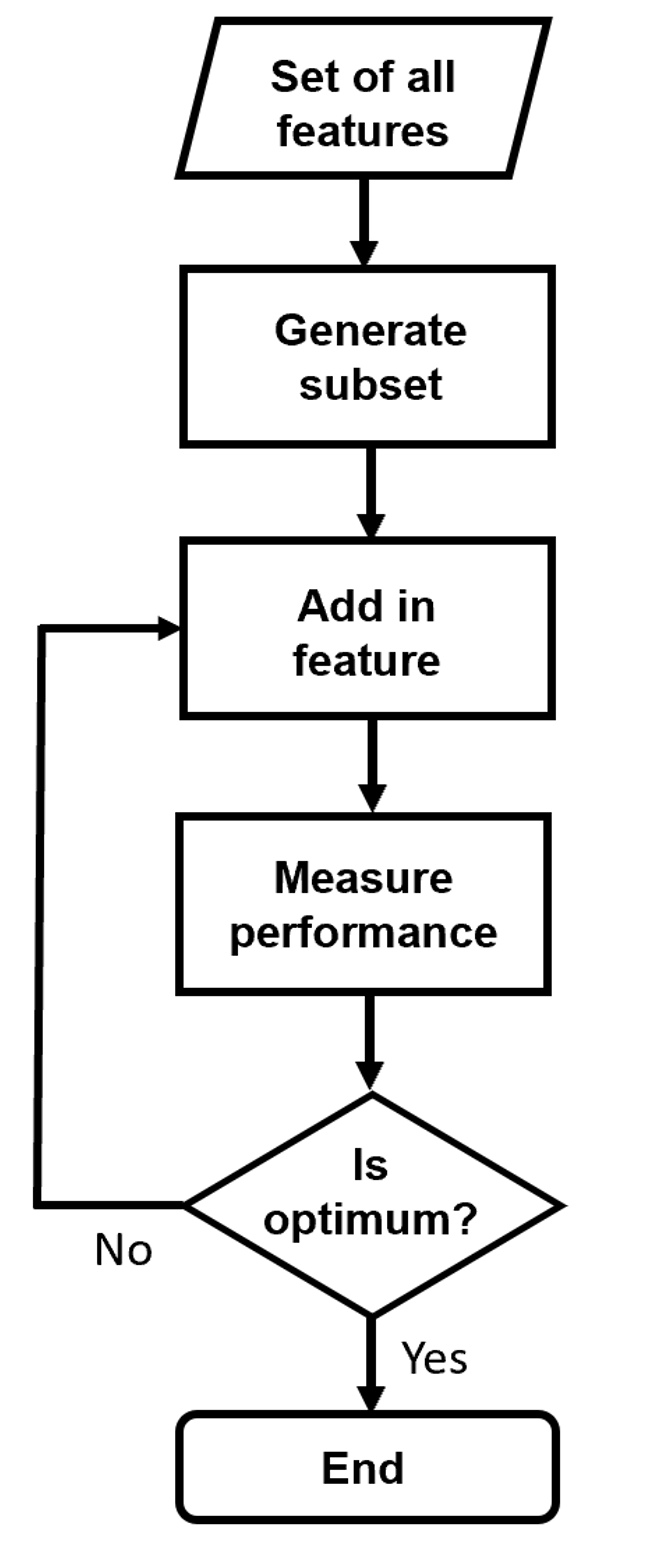 Set of all
features
Generate
subset
Add in
feature
Measure
performance
Is
optimum?
No
Yes
End